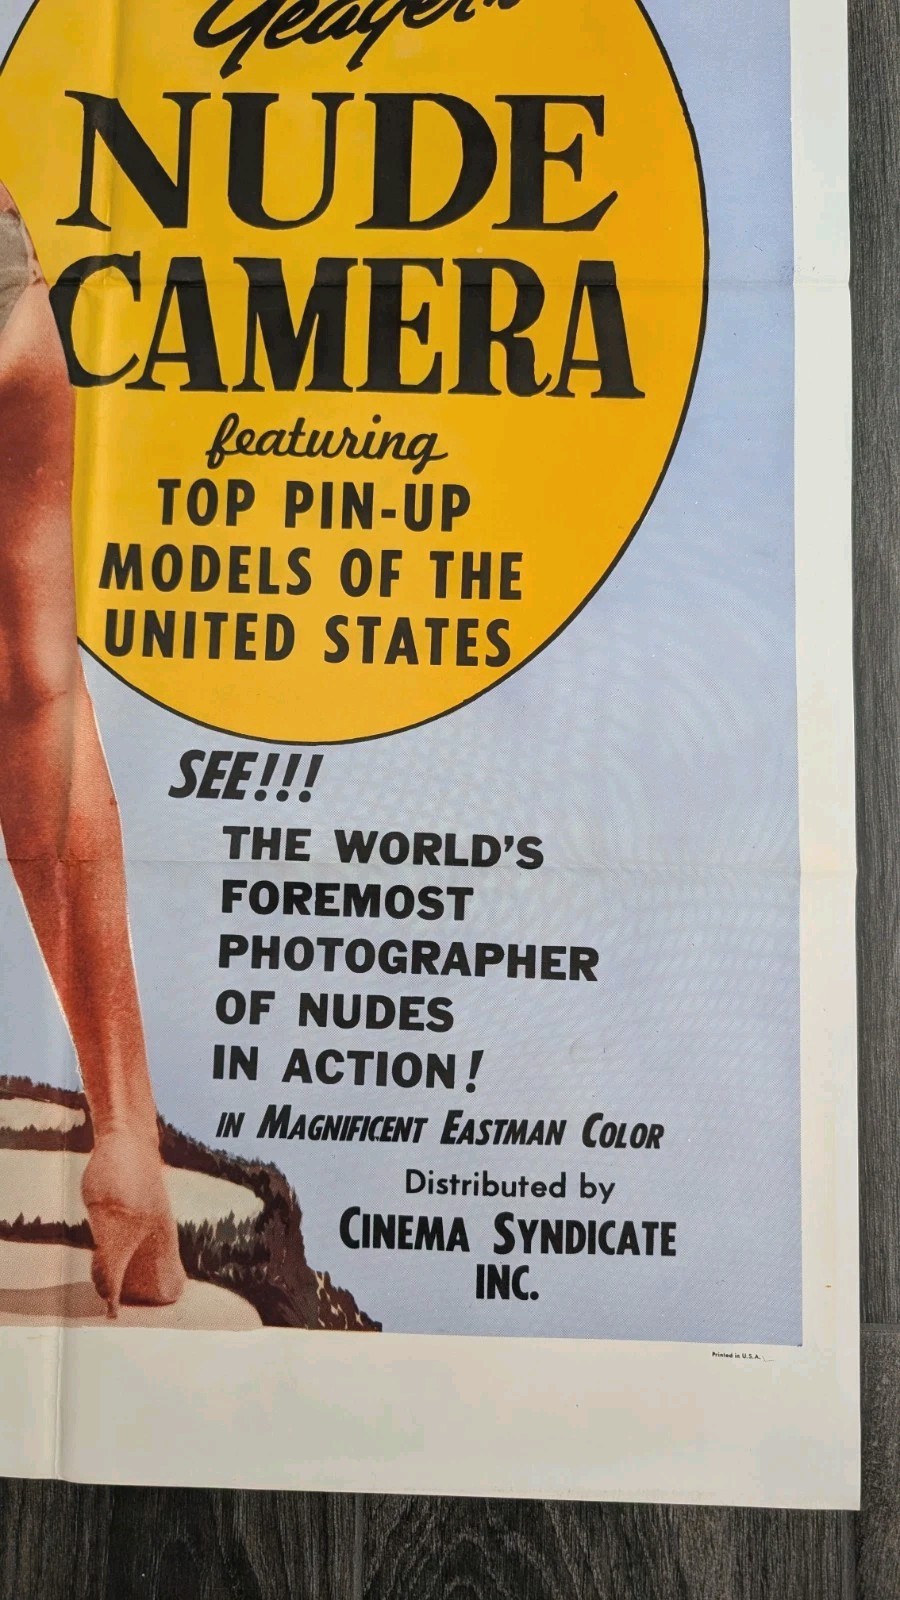 Yeager's
NUDE
CAMERA
featuring
TOP PIN-UP
MODELS OF THE
UNITED STATES
SEE!!!
THE WORLD'S
FOREMOST
PHOTOGRAPHER
OF NUDES
IN ACTION!
IN MAGNIFICENT EASTMAN COLOR
Distributed by
CINEMA SYNDICATE
INC.
Printed in U.S.A.